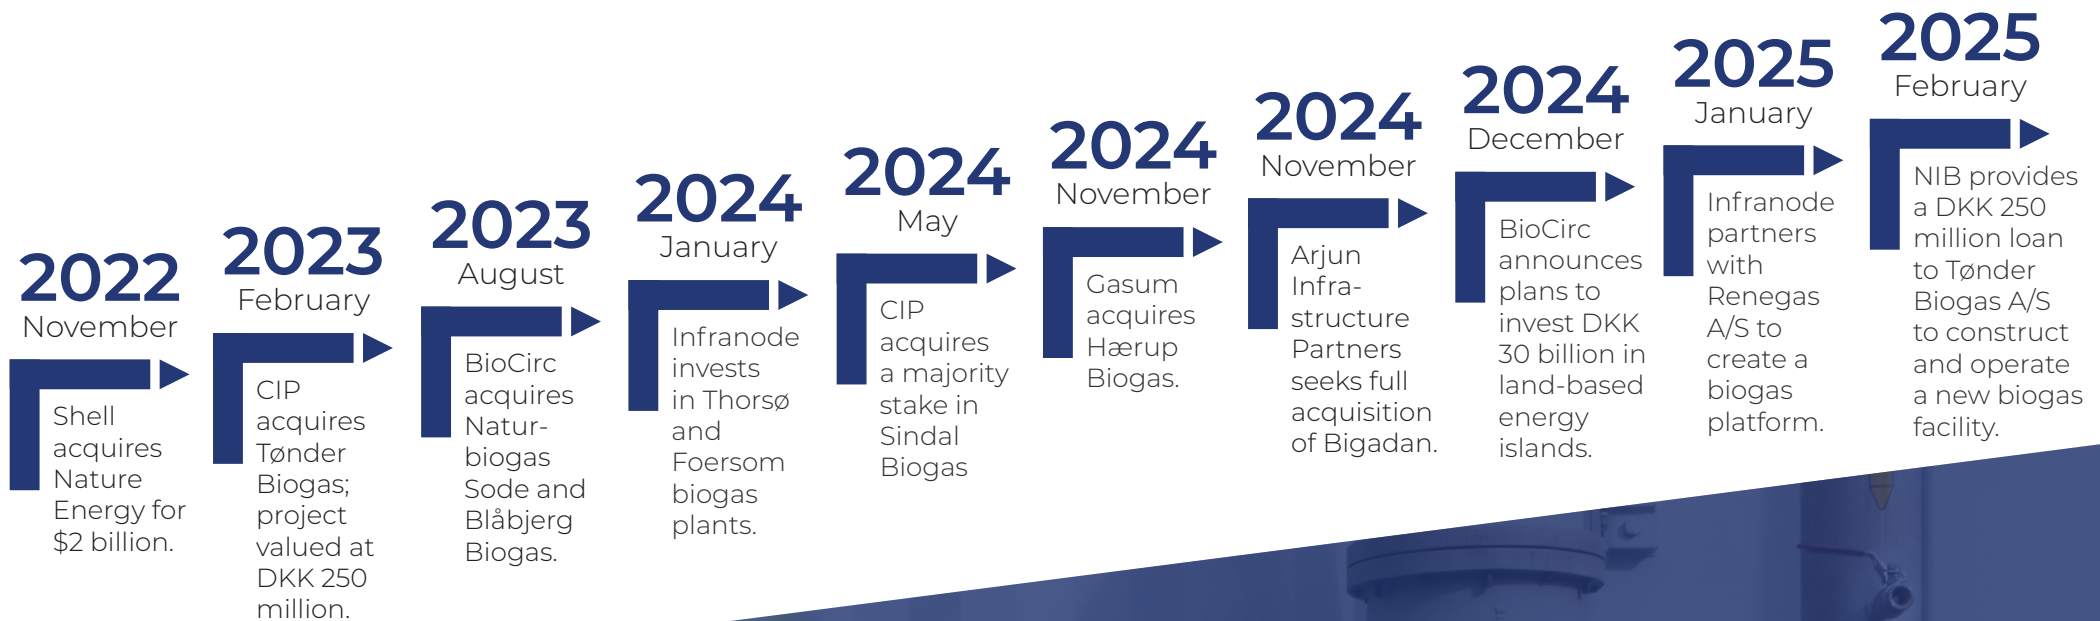 2022
November
Shell
acquires
Nature
Energy for
$2 billion.
2023
February
CIP
acquires
Tønder
Biogas;
project
valued at
DKK 250
million.
2023
August
BioCirc
acquires
Natur-
biogas
Sode and
Blåbjerg
Biogas.
2024
January
Infranode
invests
in Thorsø
and
Foersom
biogas
plants.
2024
May
CIP
acquires
a majority
stake in
Sindal
Biogas
2024
November
Gasum
acquires
Hærup
Biogas.
2024
November
Arjun
Infra-
structure
Partners
seeks full
acquisition
of Bigadan.
2024
December
BioCirc
announces
plans to
invest DKK
30 billion in
land-based
energy
islands.
2025
January
Infranode
partners
with
Renegas
A/S to
create a
biogas
platform.
2025
February
NIB provides
a DKK 250
million loan
to Tønder
Biogas A/S
to construct
and operate
a new biogas
facility.